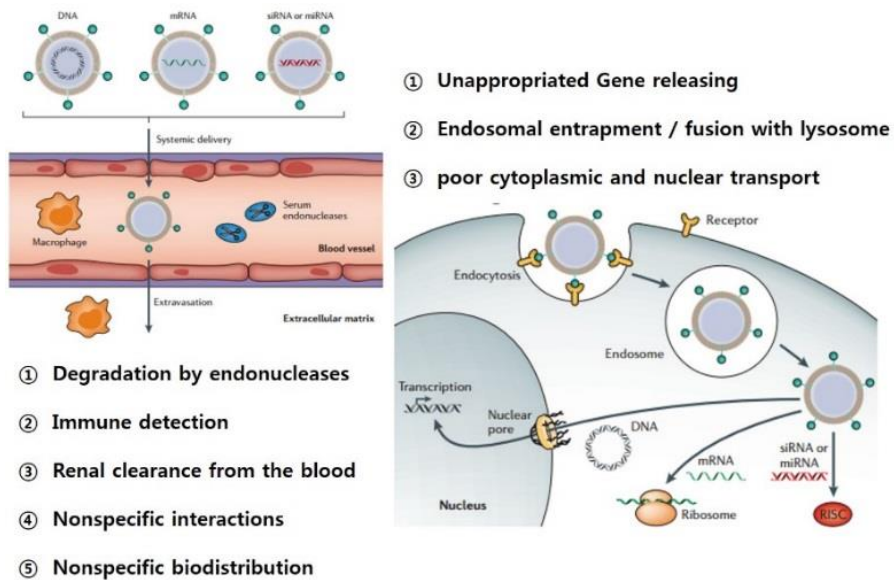 DNA
mRNA
siRNA or miRNA
Systemic delivery
Macrophage
Serum
endonucleases
Blood vessel
Extravasation
Extracellular matrix
① Degradation by endonucleases
② Immune detection
③ Renal clearance from the blood
④ Nonspecific interactions
⑤ Nonspecific biodistribution
① Unappropriated Gene releasing
② Endosomal entrapment / fusion with lysosome
③ poor cytoplasmic and nuclear transport
Receptor
Endocytosis
Endosome
Transcription
Nuclear
pore
DNA
mRNA
siRNA or
miRNA
Nucleus
Ribosome
RISC